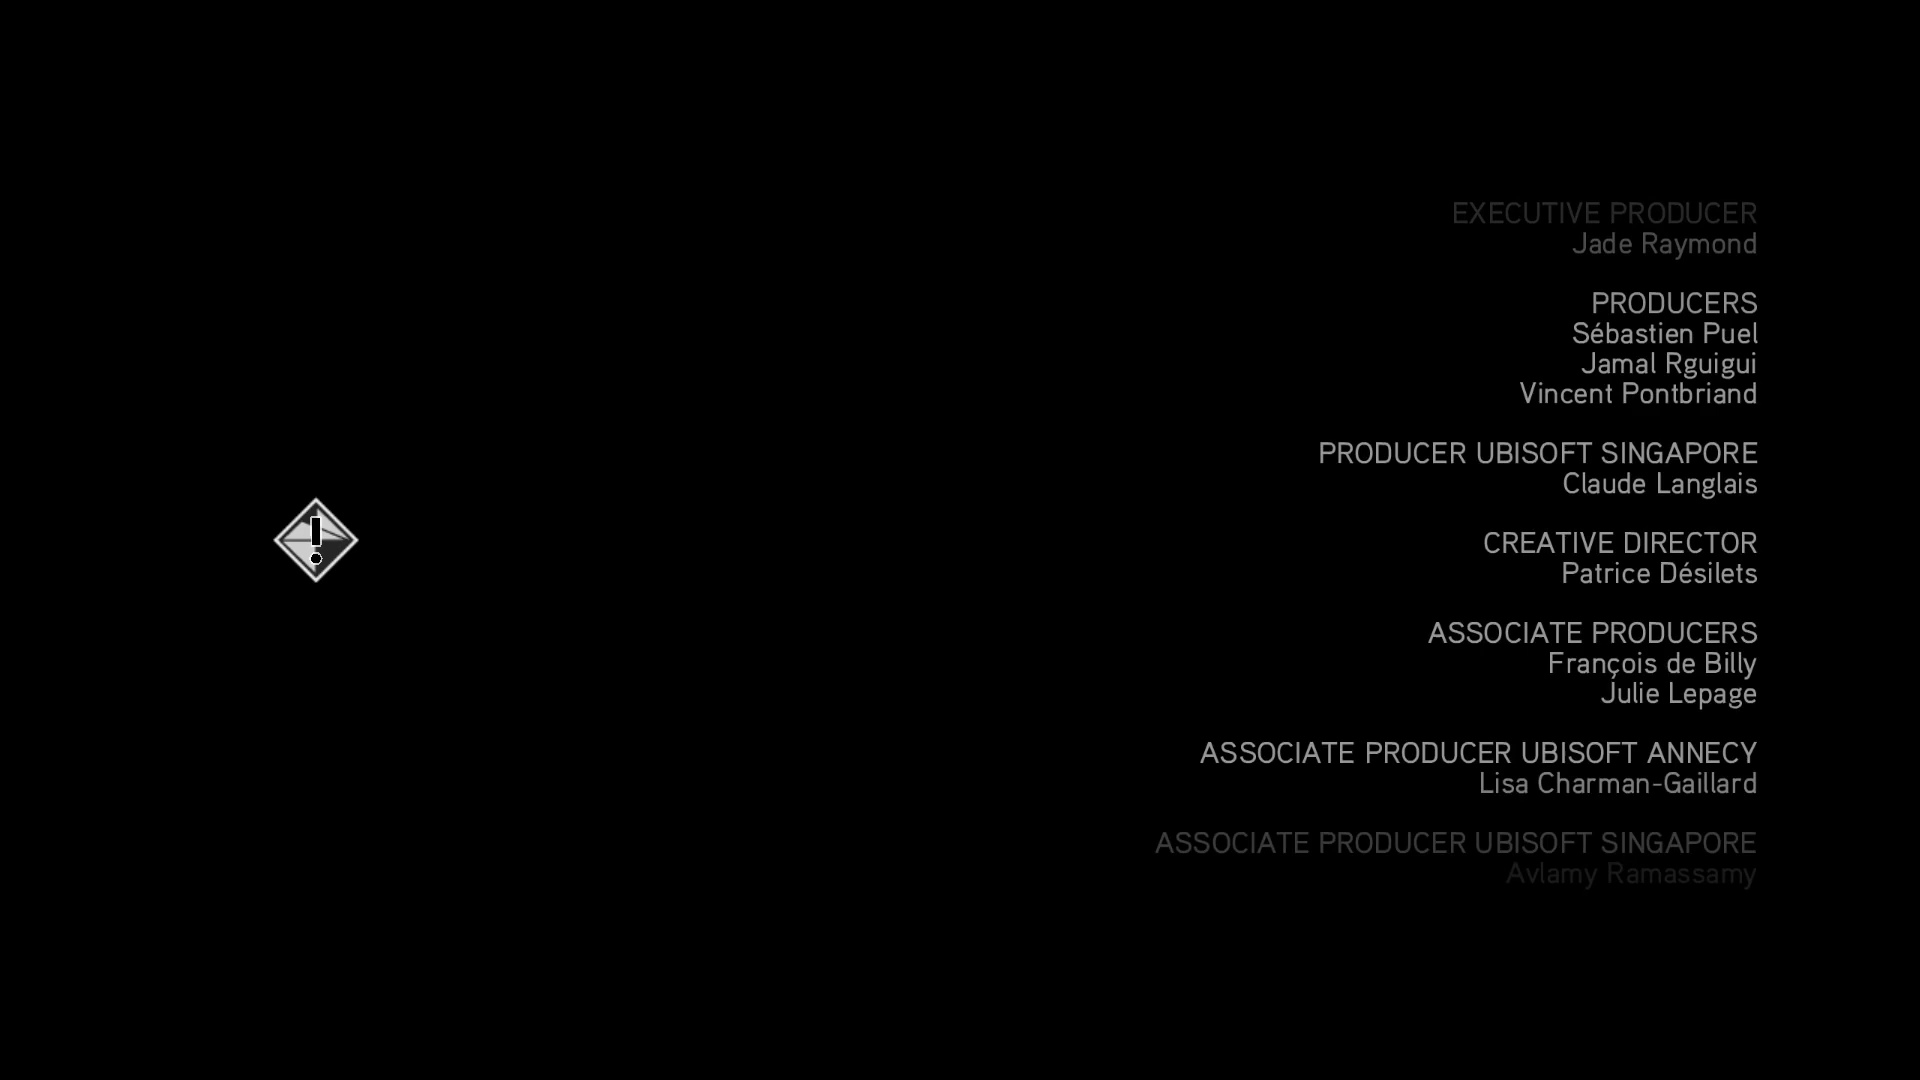 EXECUTIVE PRODUCER
Jade Raymond
PRODUCERS
Sébastien Puel
Jamal Rguigui
Vincent Pontbriand
PRODUCER UBISOFT SINGAPORE
Claude Langlais
CREATIVE DIRECTOR
Patrice Désilets
ASSOCIATE PRODUCERS
François de Billy
Julie Lepage
ASSOCIATE PRODUCER UBISOFT ANNECY
Lisa Charman-Gaillard
ASSOCIATE PRODUCER UBISOFT SINGAPORE
Avlamy Ramassamy